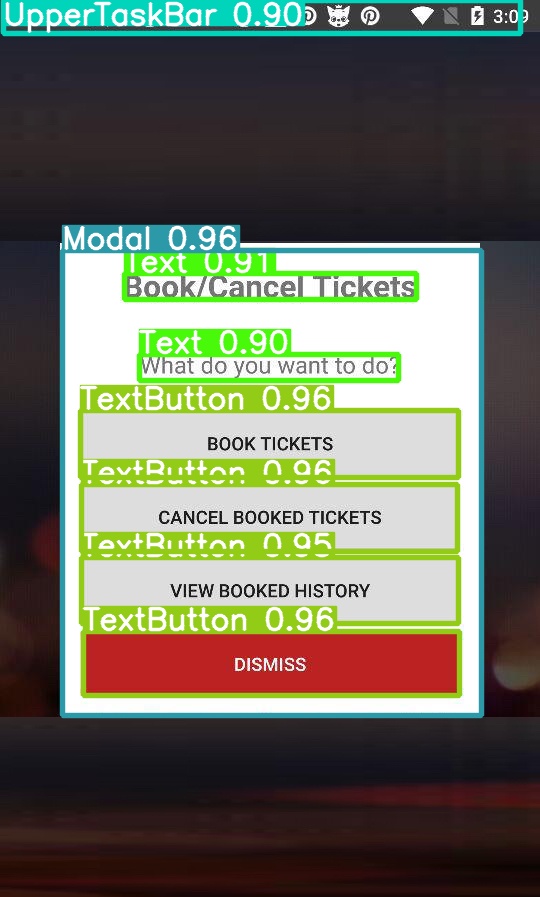 UpperTaskBar 0.90
3:09
Modal 0.96
Text 0.91
Book/Cancel Tickets
Text 0.90
What do you want to do?
TextButton 0.96
BOOK TICKETS
TextButton 0.96
CANCEL BOOKED TICKETS
TextButton 0.95
VIEW BOOKED HISTORY
TextButton 0.96
DISMISS